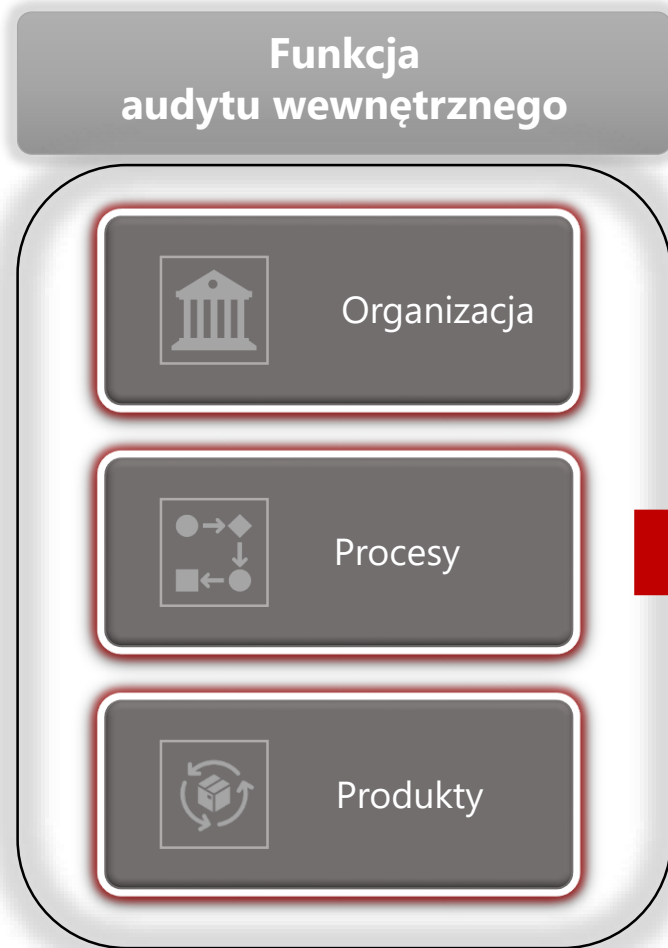 Funkcja
audytu wewnętrznego
Organizacja
Procesy
Produkty